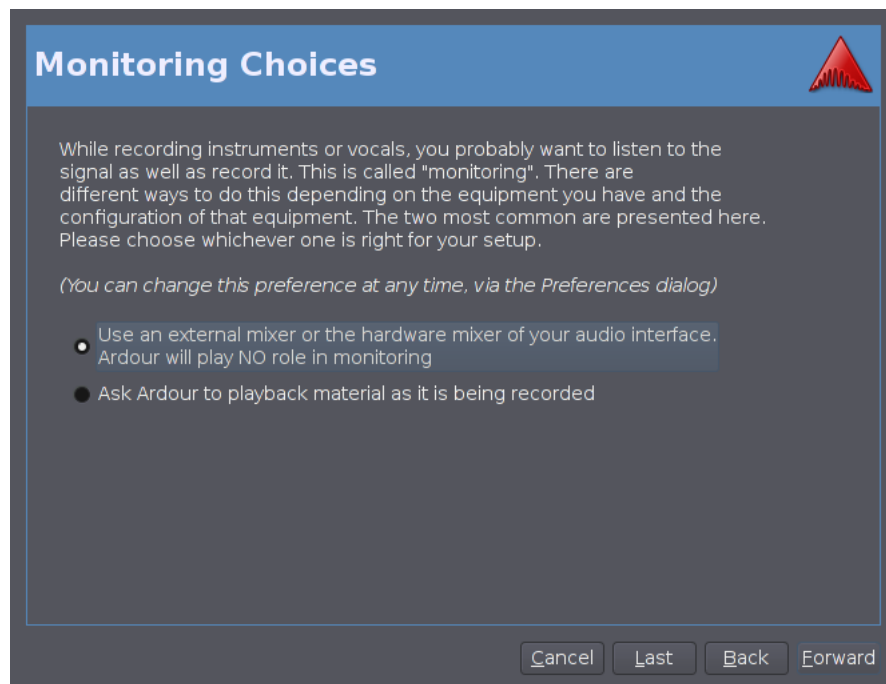 Monitoring Choices
While recording instruments or vocals, you probably want to listen to the
signal as well as record it. This is called "monitoring". There are
different ways to do this depending on the equipment you have and the
configuration of that equipment. The two most common are presented here.
Please choose whichever one is right for your setup.
(You can change this preference at any time, via the Preferences dialog)
Use an external mixer or the hardware mixer of your audio interface.
Ardour will play NO role in monitoring
Ask Ardour to playback material as it is being recorded
Cancel Last Back Forward